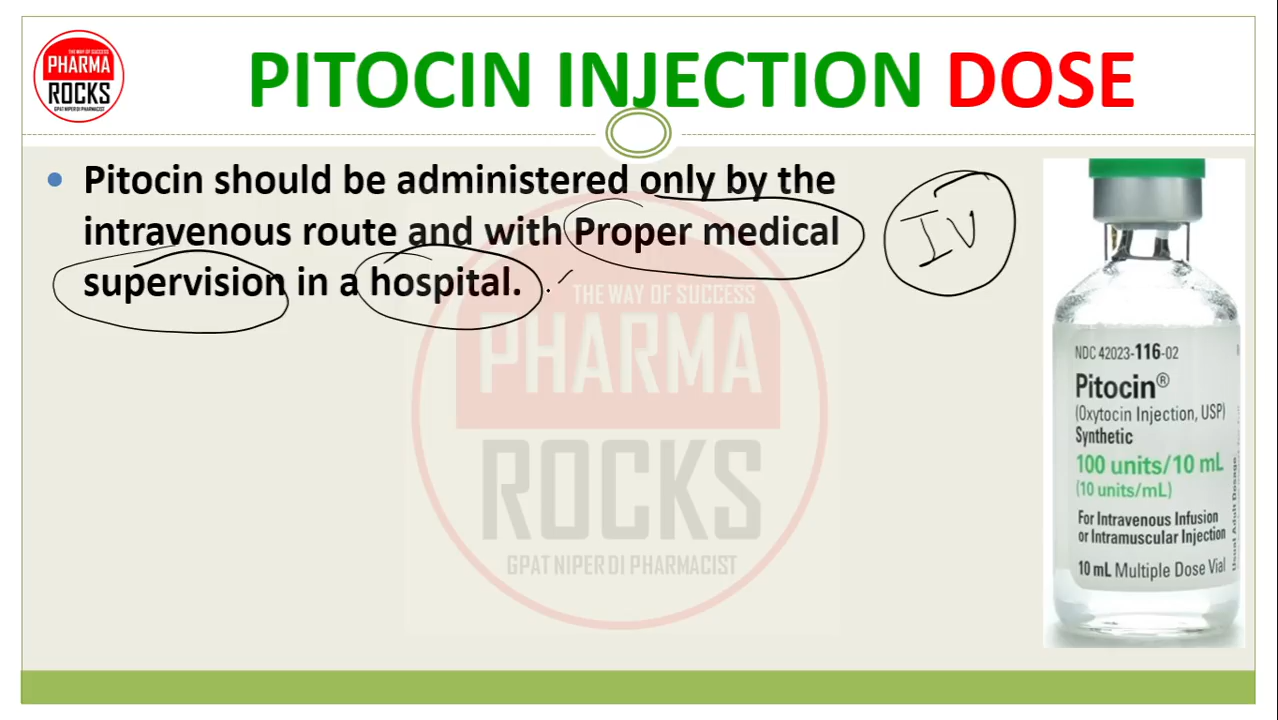 THE WAY OF SUCCESS
PHARMA
ROCKS
GPAT NIPER DI PHARMACIST
PITOCIN INJECTION DOSE
• Pitocin should be administered only by the
intravenous route and with Proper medical
supervision in a hospital.
IV
THE WAY OF SUCCESS
PHARMA
ROCKS
GPAT NIPER DI PHARMACIST
NDC 42023-116-02
Pitocin®
(Oxytocin Injection, USP)
Synthetic
100 units/10 mL
(10 units/mL)
For Intravenous Infusion
or Intramuscular Injection
10 mL Multiple Dose Vial
Usual Adult Dosage